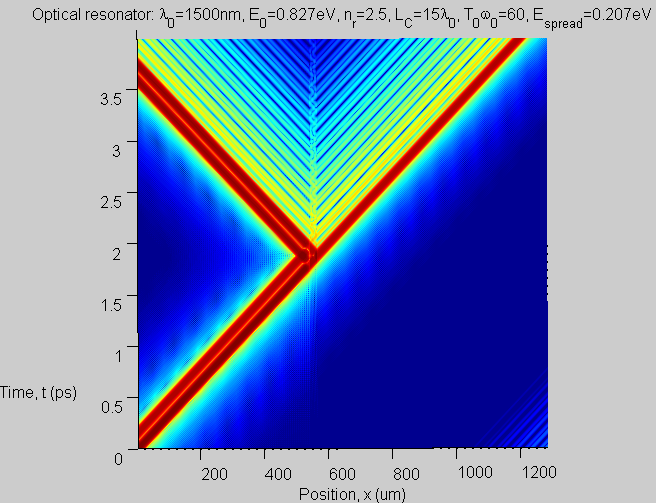 Optical resonator: λ0=1500nm, E0=0.827eV, nr=2.5, LC=15λ0, T0ω0=60, Espread=0.207eV
3.5
3
2.5
2
1.5
1
Time, t (ps)
0.5
0
200 400 600 800 1000 1200
Position, x (um)